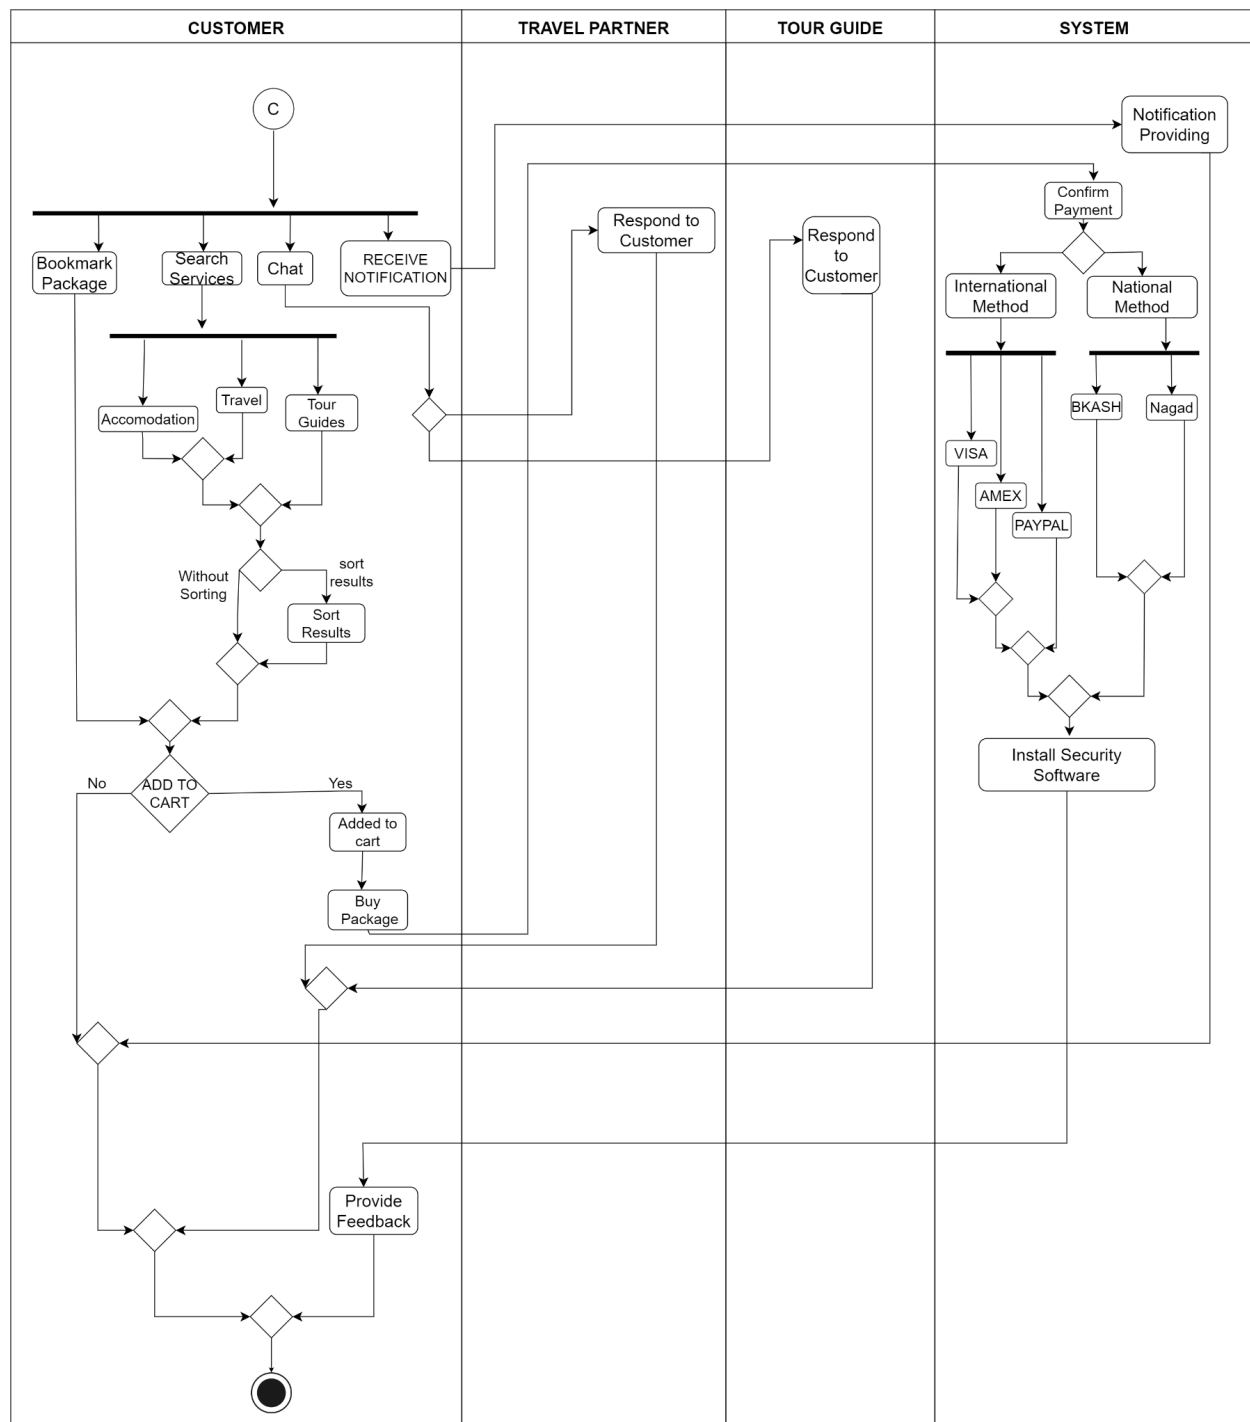 CUSTOMER
TRAVEL PARTNER
TOUR GUIDE
SYSTEM
C
Notification
Providing
Confirm
Payment
Bookmark
Package
Search
Services
Chat
RECEIVE
NOTIFICATION
Respond to
Customer
Respond
to
Customer
International
Method
National
Method
Accomodation
Travel
Tour
Guides
BKASH
Nagad
VISA
AMEX
PAYPAL
Without
Sorting
sort
results
Sort
Results
Install Security
Software
No
ADD TO
CART
Yes
Added to
cart
Buy
Package
Provide
Feedback